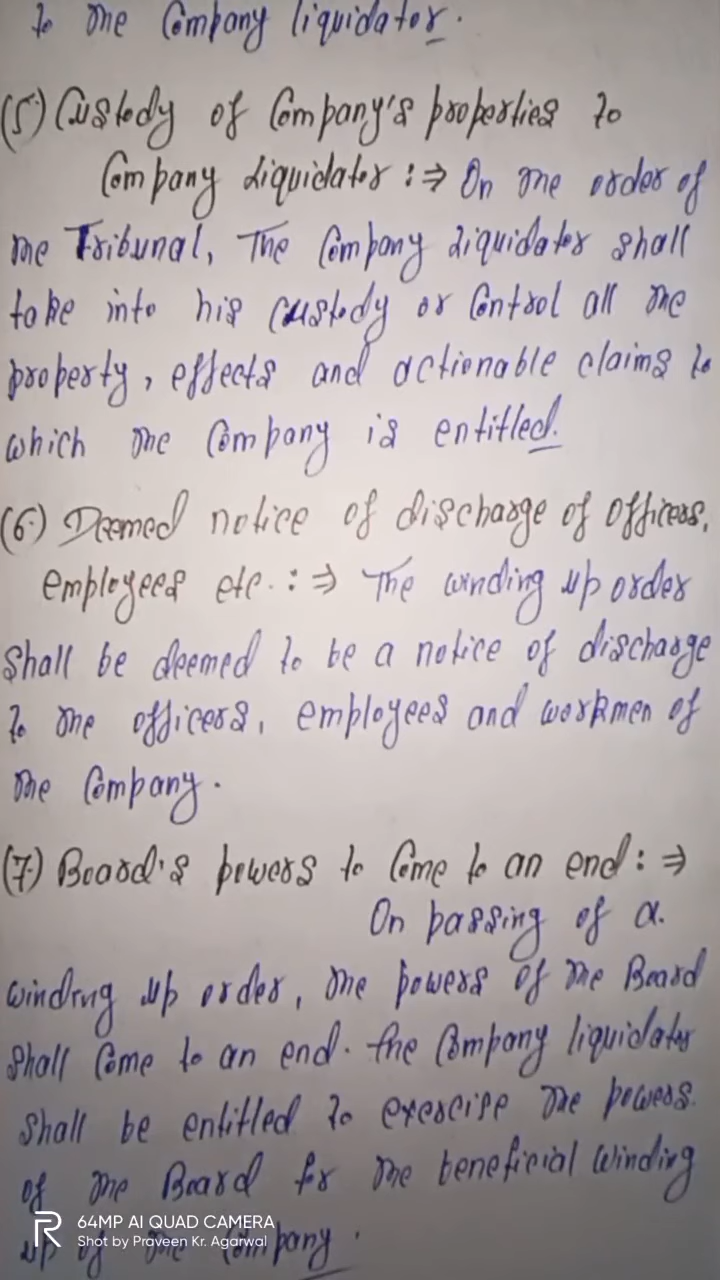 to the Company liquidator.
(5) Custody of Company's properties to
Company Liquidator :⇒ On the order of
the Tribunal, The Company Liquidator shall
take into his custody or Control all the
property, effects and actionable claims to
which the Company is entitled.
(6) Deemed notice of discharge of officers,
employees etc. :⇒ The winding up order
shall be deemed to be a notice of discharge
to the officers, employees and workmen of
the Company.
(7) Board's powers to Come to an end :⇒
On passing of a
winding up order, the powers of the Board
shall Come to an end. The Company liquidator
shall be entitled to exercise the powers
of the Board for the beneficial winding
up of the Company.
64MP AI QUAD CAMERA
Shot by Praveen Kr. Agarwal